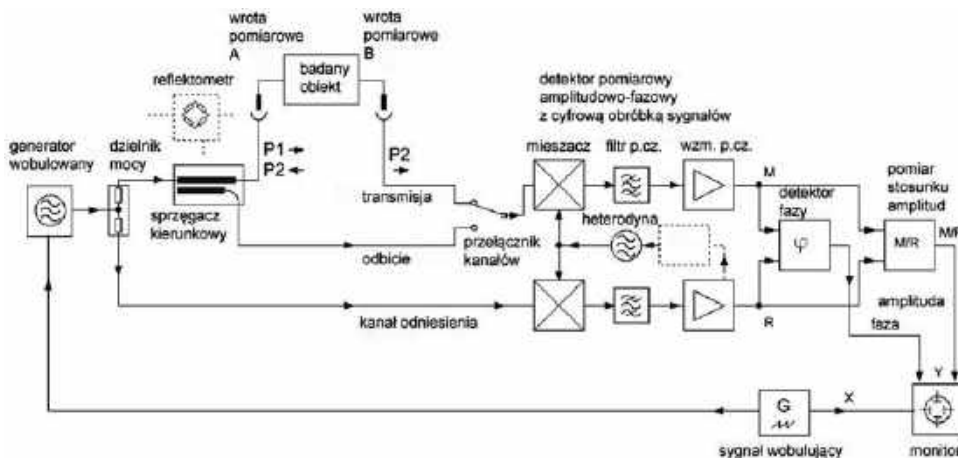 wrota
pomiarowe
A
wrota
pomiarowe
B
badany
obiekt
reflektometr
detektor pomiarowy
amplitudowo-fazowy
z cyfrową obróbką sygnałów
generator
wobulowany
dzielnik
mocy
P1
P2
P2
mieszacz
filtr p.cz.
wzm. p.cz.
M
pomiar
stosunku
amplitud
detektor
fazy
transmisja
sprzęgacz
kierunkowy
przełącznik
kanałów
heterodyna
φ
M/R
M/R
odbicie
kanał odniesienia
R
amplituda
faza
Y
G
X
sygnał wobulujący
monitor